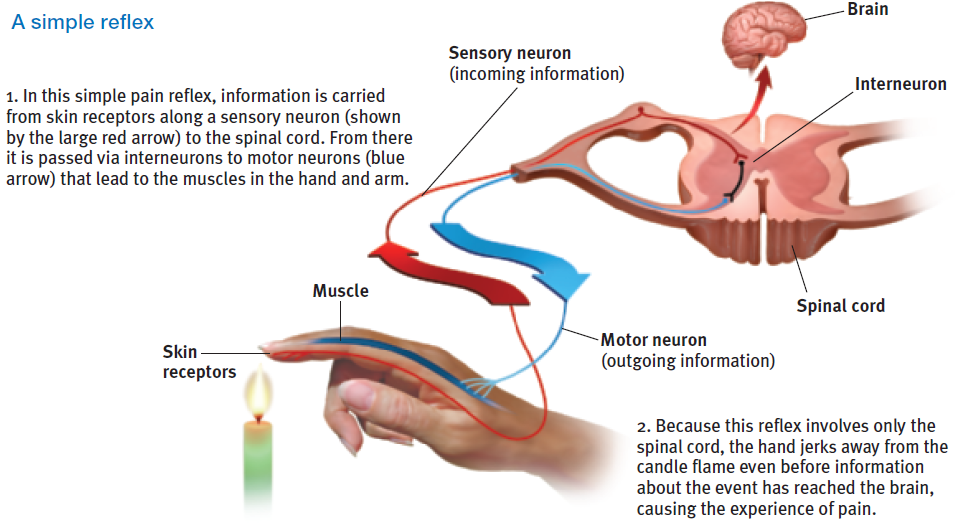 A simple reflex
Brain
Sensory neuron
(incoming information)
Interneuron
1. In this simple pain reflex, information is carried
from skin receptors along a sensory neuron (shown
by the large red arrow) to the spinal cord. From there
it is passed via interneurons to motor neurons (blue
arrow) that lead to the muscles in the hand and arm.
Muscle
Spinal cord
Skin
receptors
Motor neuron
(outgoing information)
2. Because this reflex involves only the
spinal cord, the hand jerks away from the
candle flame even before information
about the event has reached the brain,
causing the experience of pain.